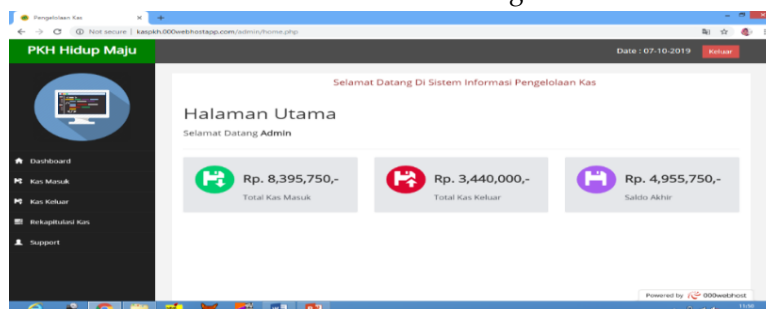 Pengelolaan Kas
Not secure | kaspkh.000webhostapp.com/admin/home.php
PKH Hidup Maju
Date : 07-10-2019
Keluar
Selamat Datang Di Sistem Informasi Pengelolaan Kas
Halaman Utama
Selamat Datang Admin
Dashboard
Kas Masuk
Kas Keluar
Rekapitulasi Kas
Support
Rp. 8,395,750,-
Total Kas Masuk
Rp. 3,440,000,-
Total Kas Keluar
Rp. 4,955,750,-
Saldo Akhir
Powered by 000webhost